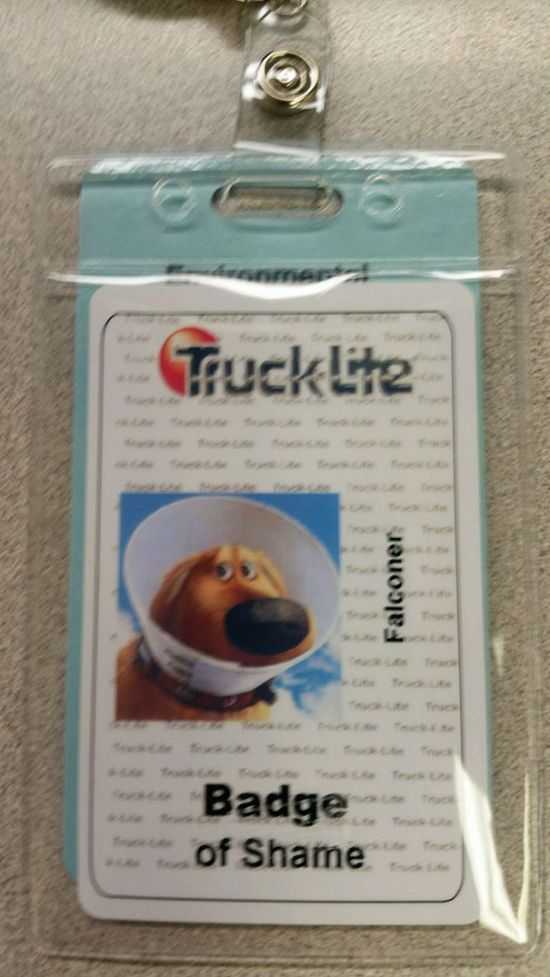 Environmental
Truck-Lite
Falconer
Badge
of Shame